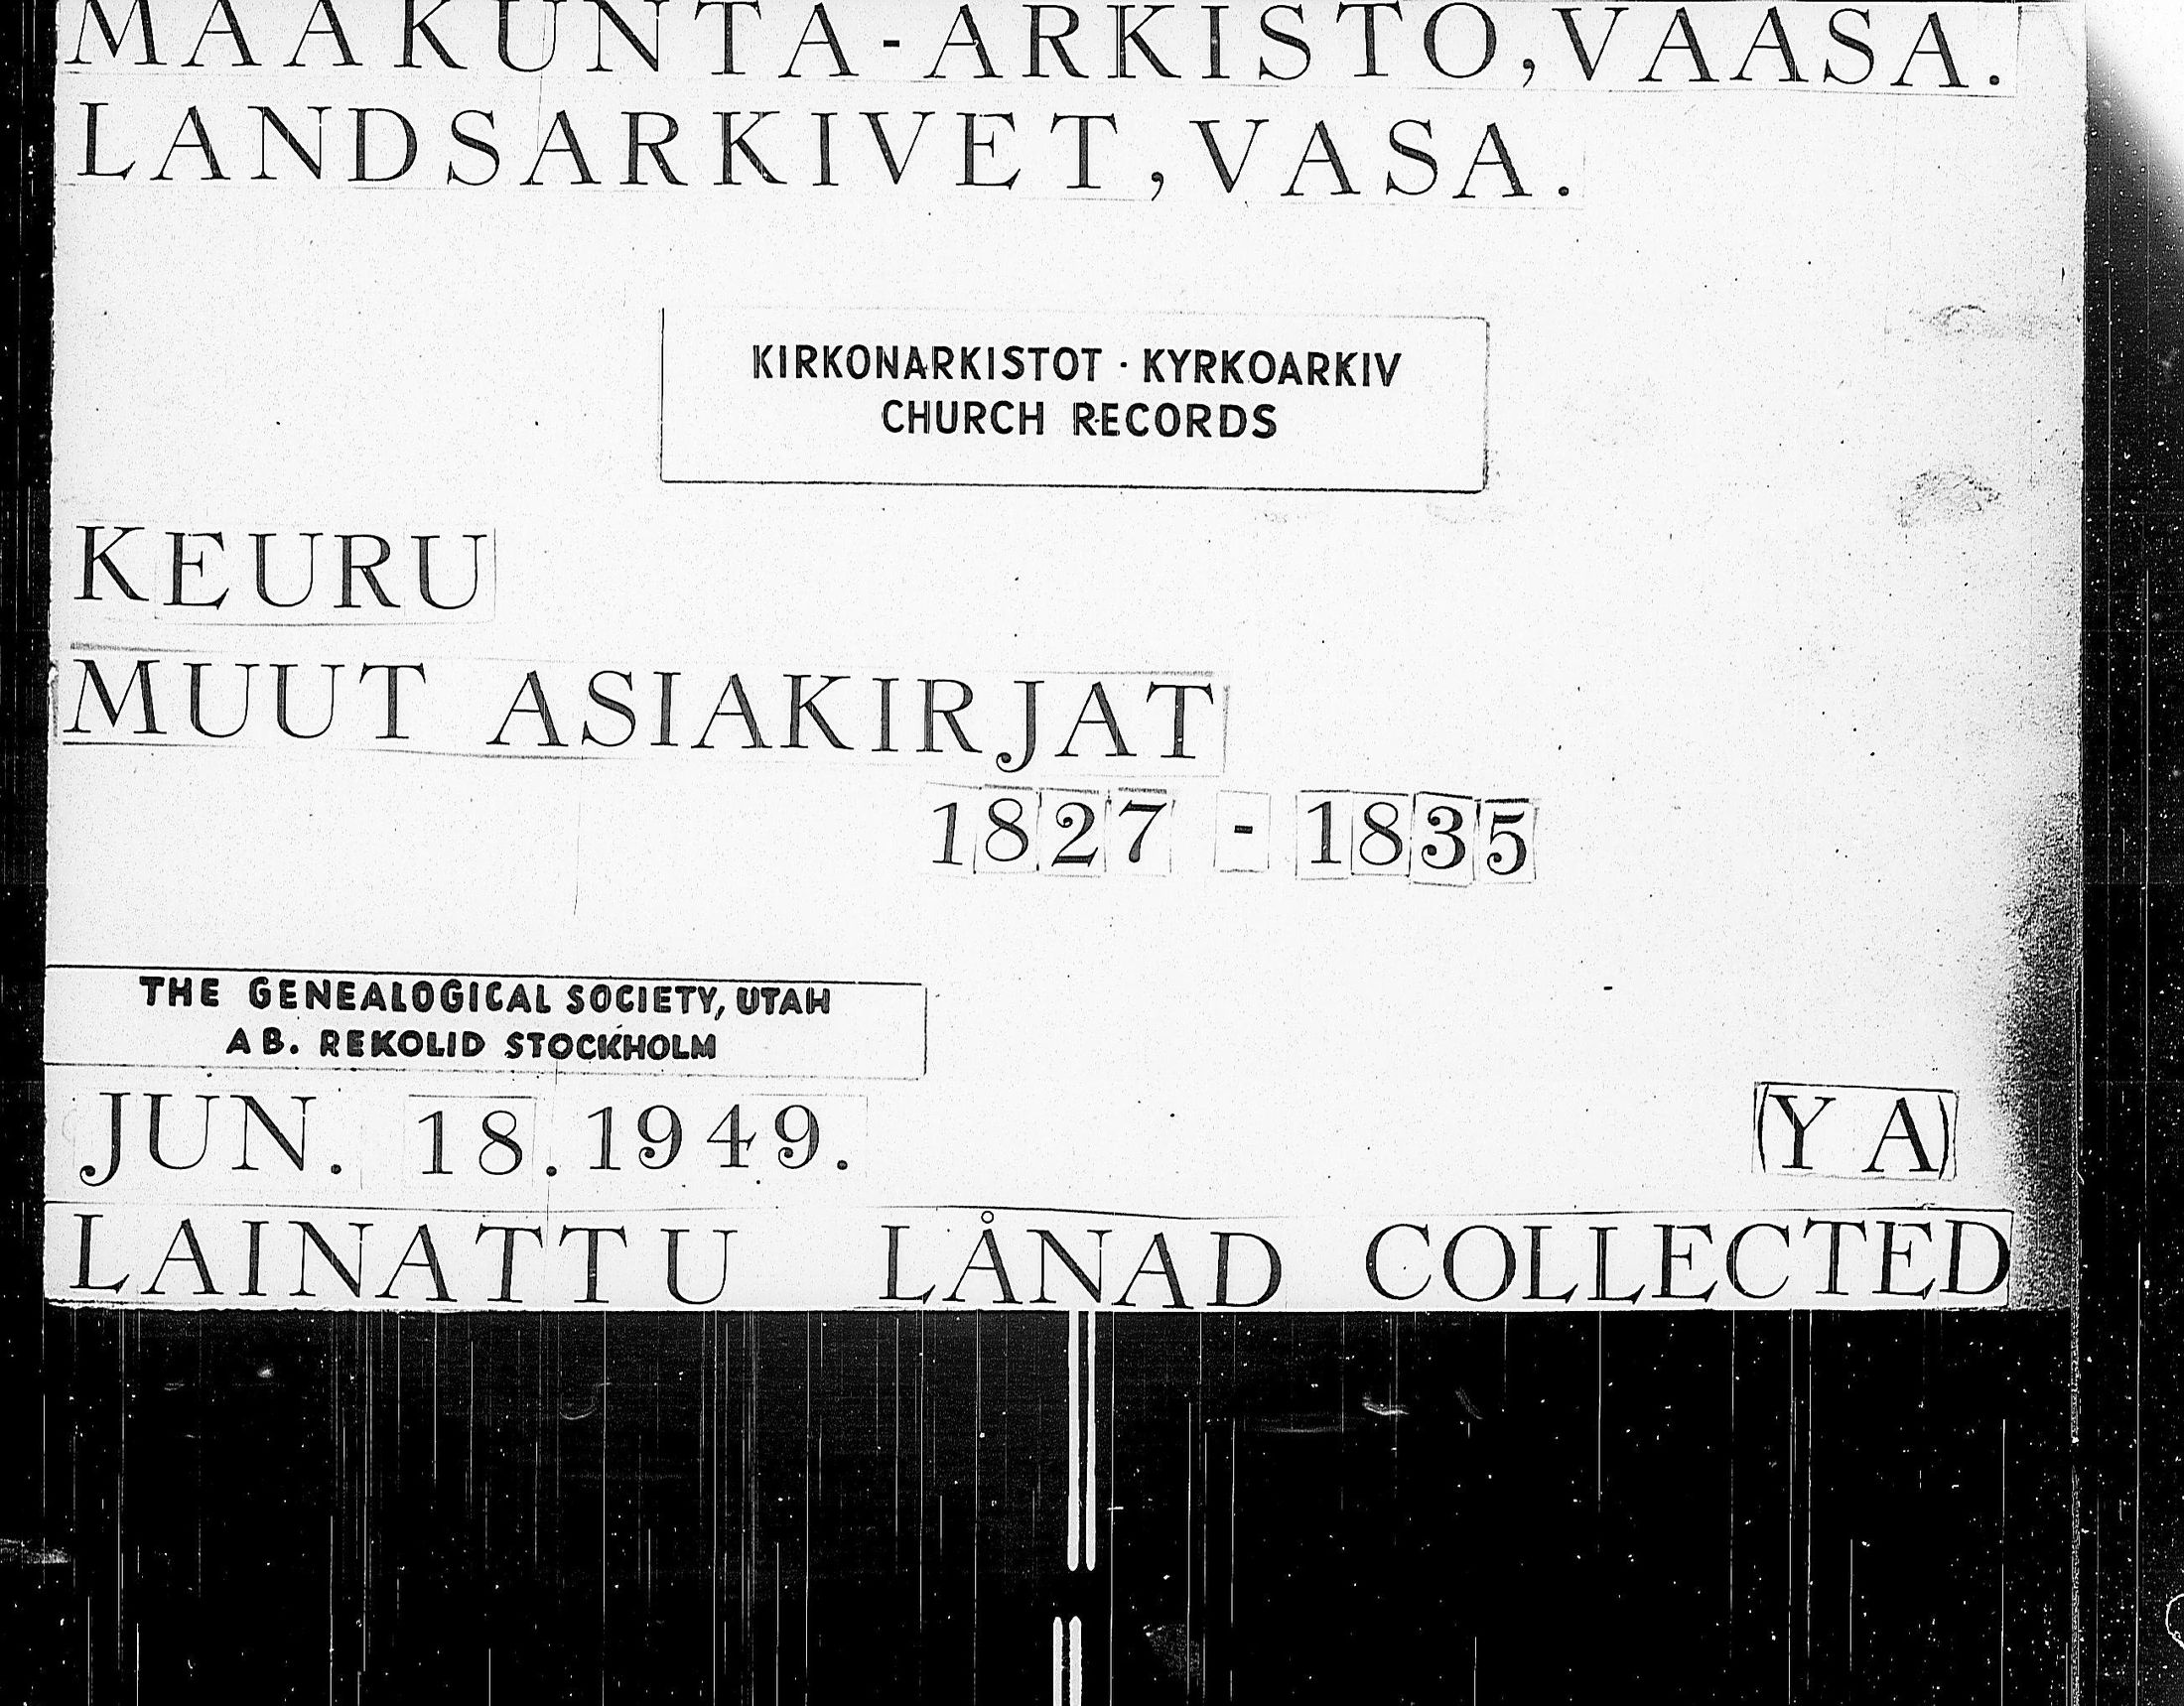 MAAKUNTA-ARKISTO, VAASA.
LANDSARKIVET, VASA.
KIRKONARKISTOT · KYRKOARKIV
CHURCH RECORDS
KEURU
MUUT ASIAKIRJAT
1827 - 1835
THE GENEALOGICAL SOCIETY, UTAH
AB. REKOLID STOCKHOLM
JUN. 18. 1949. (YA)
LAINATTU LÅNAD COLLECTED